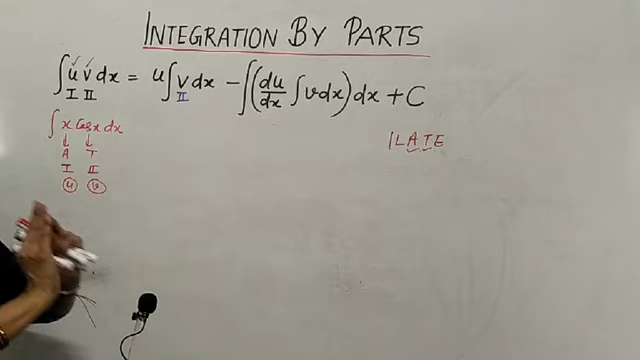 INTEGRATION BY PARTS
∫ u v dx = u ∫ v dx − ∫ (du/dx ∫ v dx) dx + C
I II II
∫ x Cos x dx
ILATE
A T
I II
u v